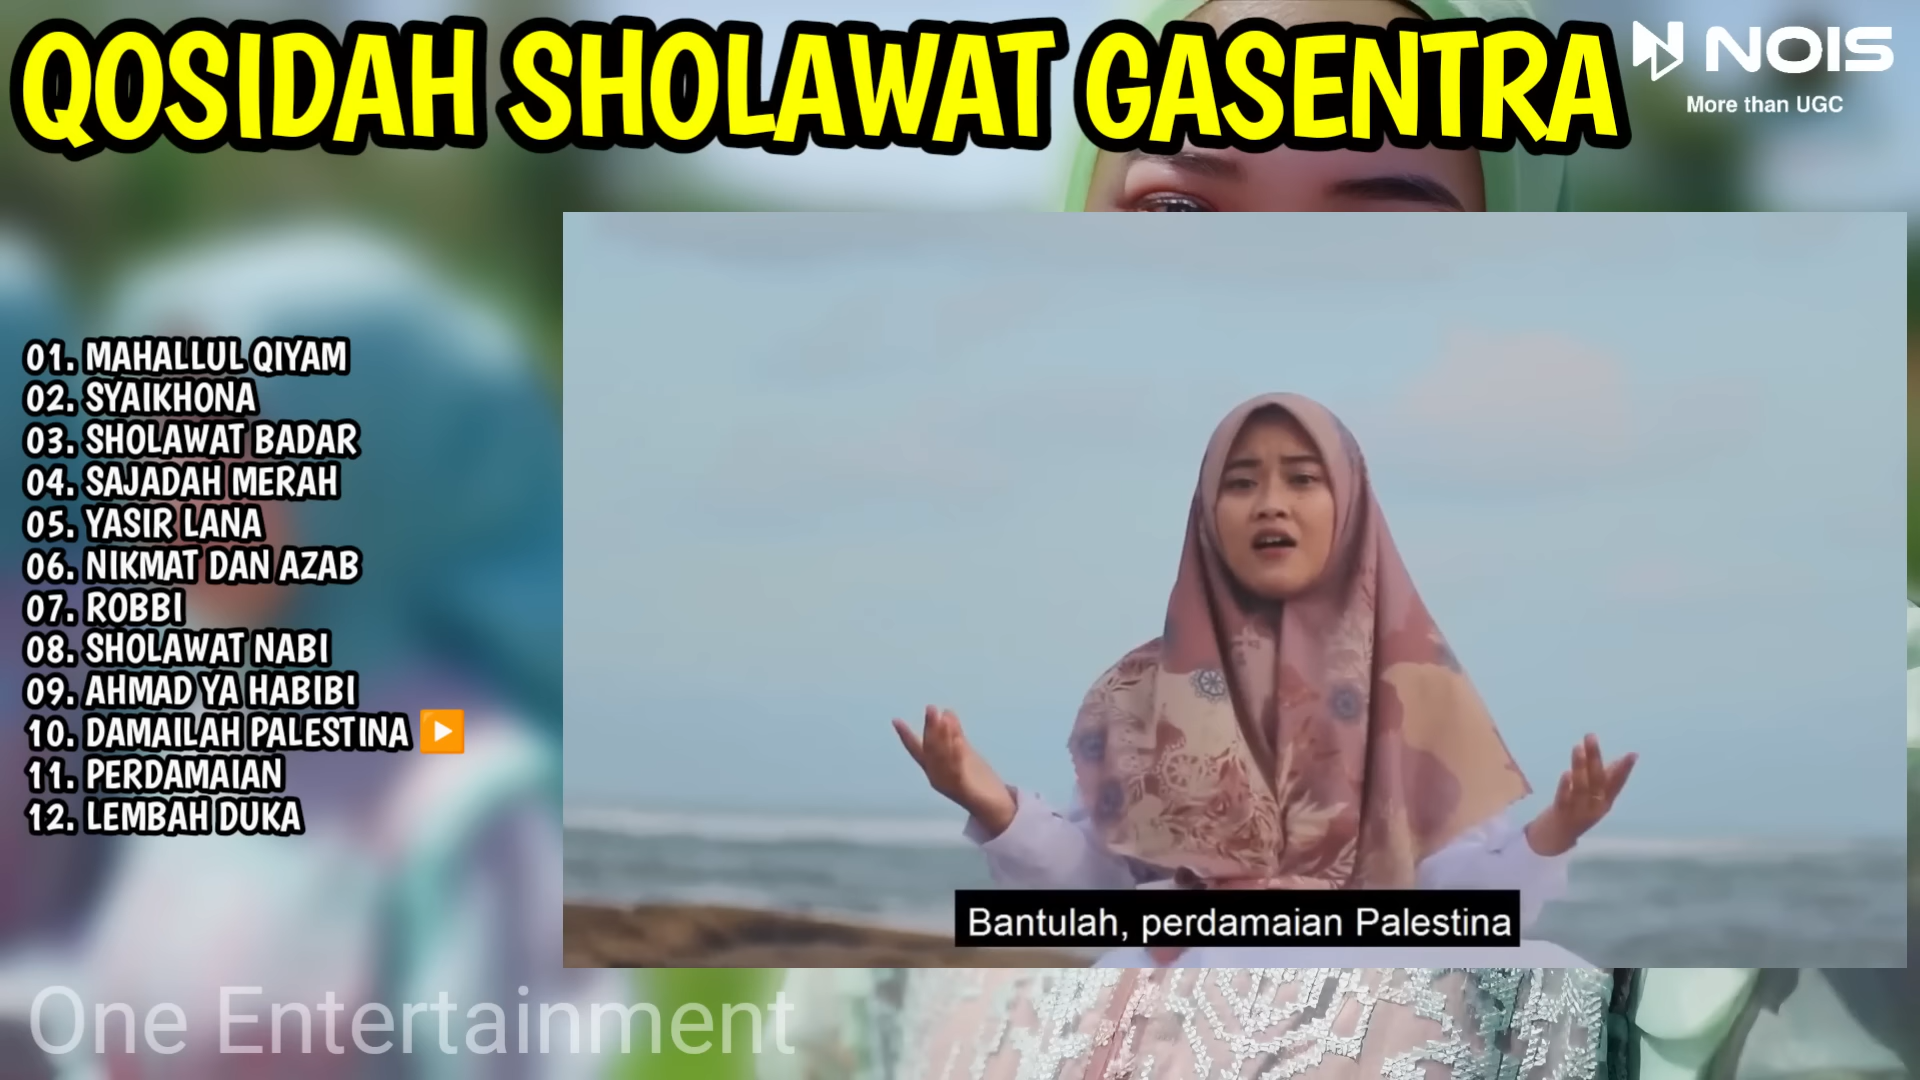 QOSIDAH SHOLAWAT GASENTRA
NOIS
More than UGC
01. MAHALLUL QIYAM
02. SYAIKHONA
03. SHOLAWAT BADAR
04. SAJADAH MERAH
05. YASIR LANA
06. NIKMAT DAN AZAB
07. ROBBI
08. SHOLAWAT NABI
09. AHMAD YA HABIBI
10. DAMAILAH PALESTINA
11. PERDAMAIAN
12. LEMBAH DUKA
Bantulah, perdamaian Palestina
One Entertainment